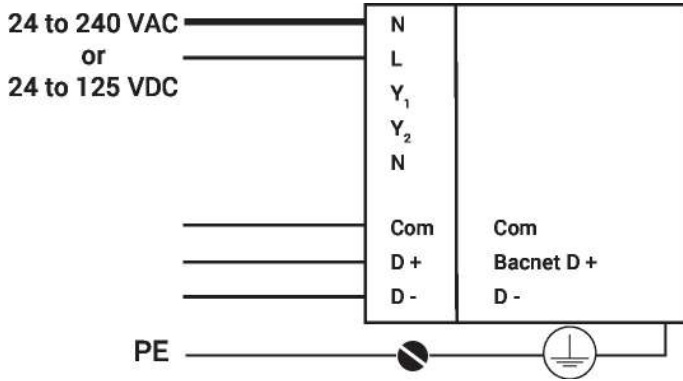 24 to 240 VAC
or
24 to 125 VDC
N
L
Y1
Y2
N
Com
D +
D -
Com
Bacnet D +
D -
PE